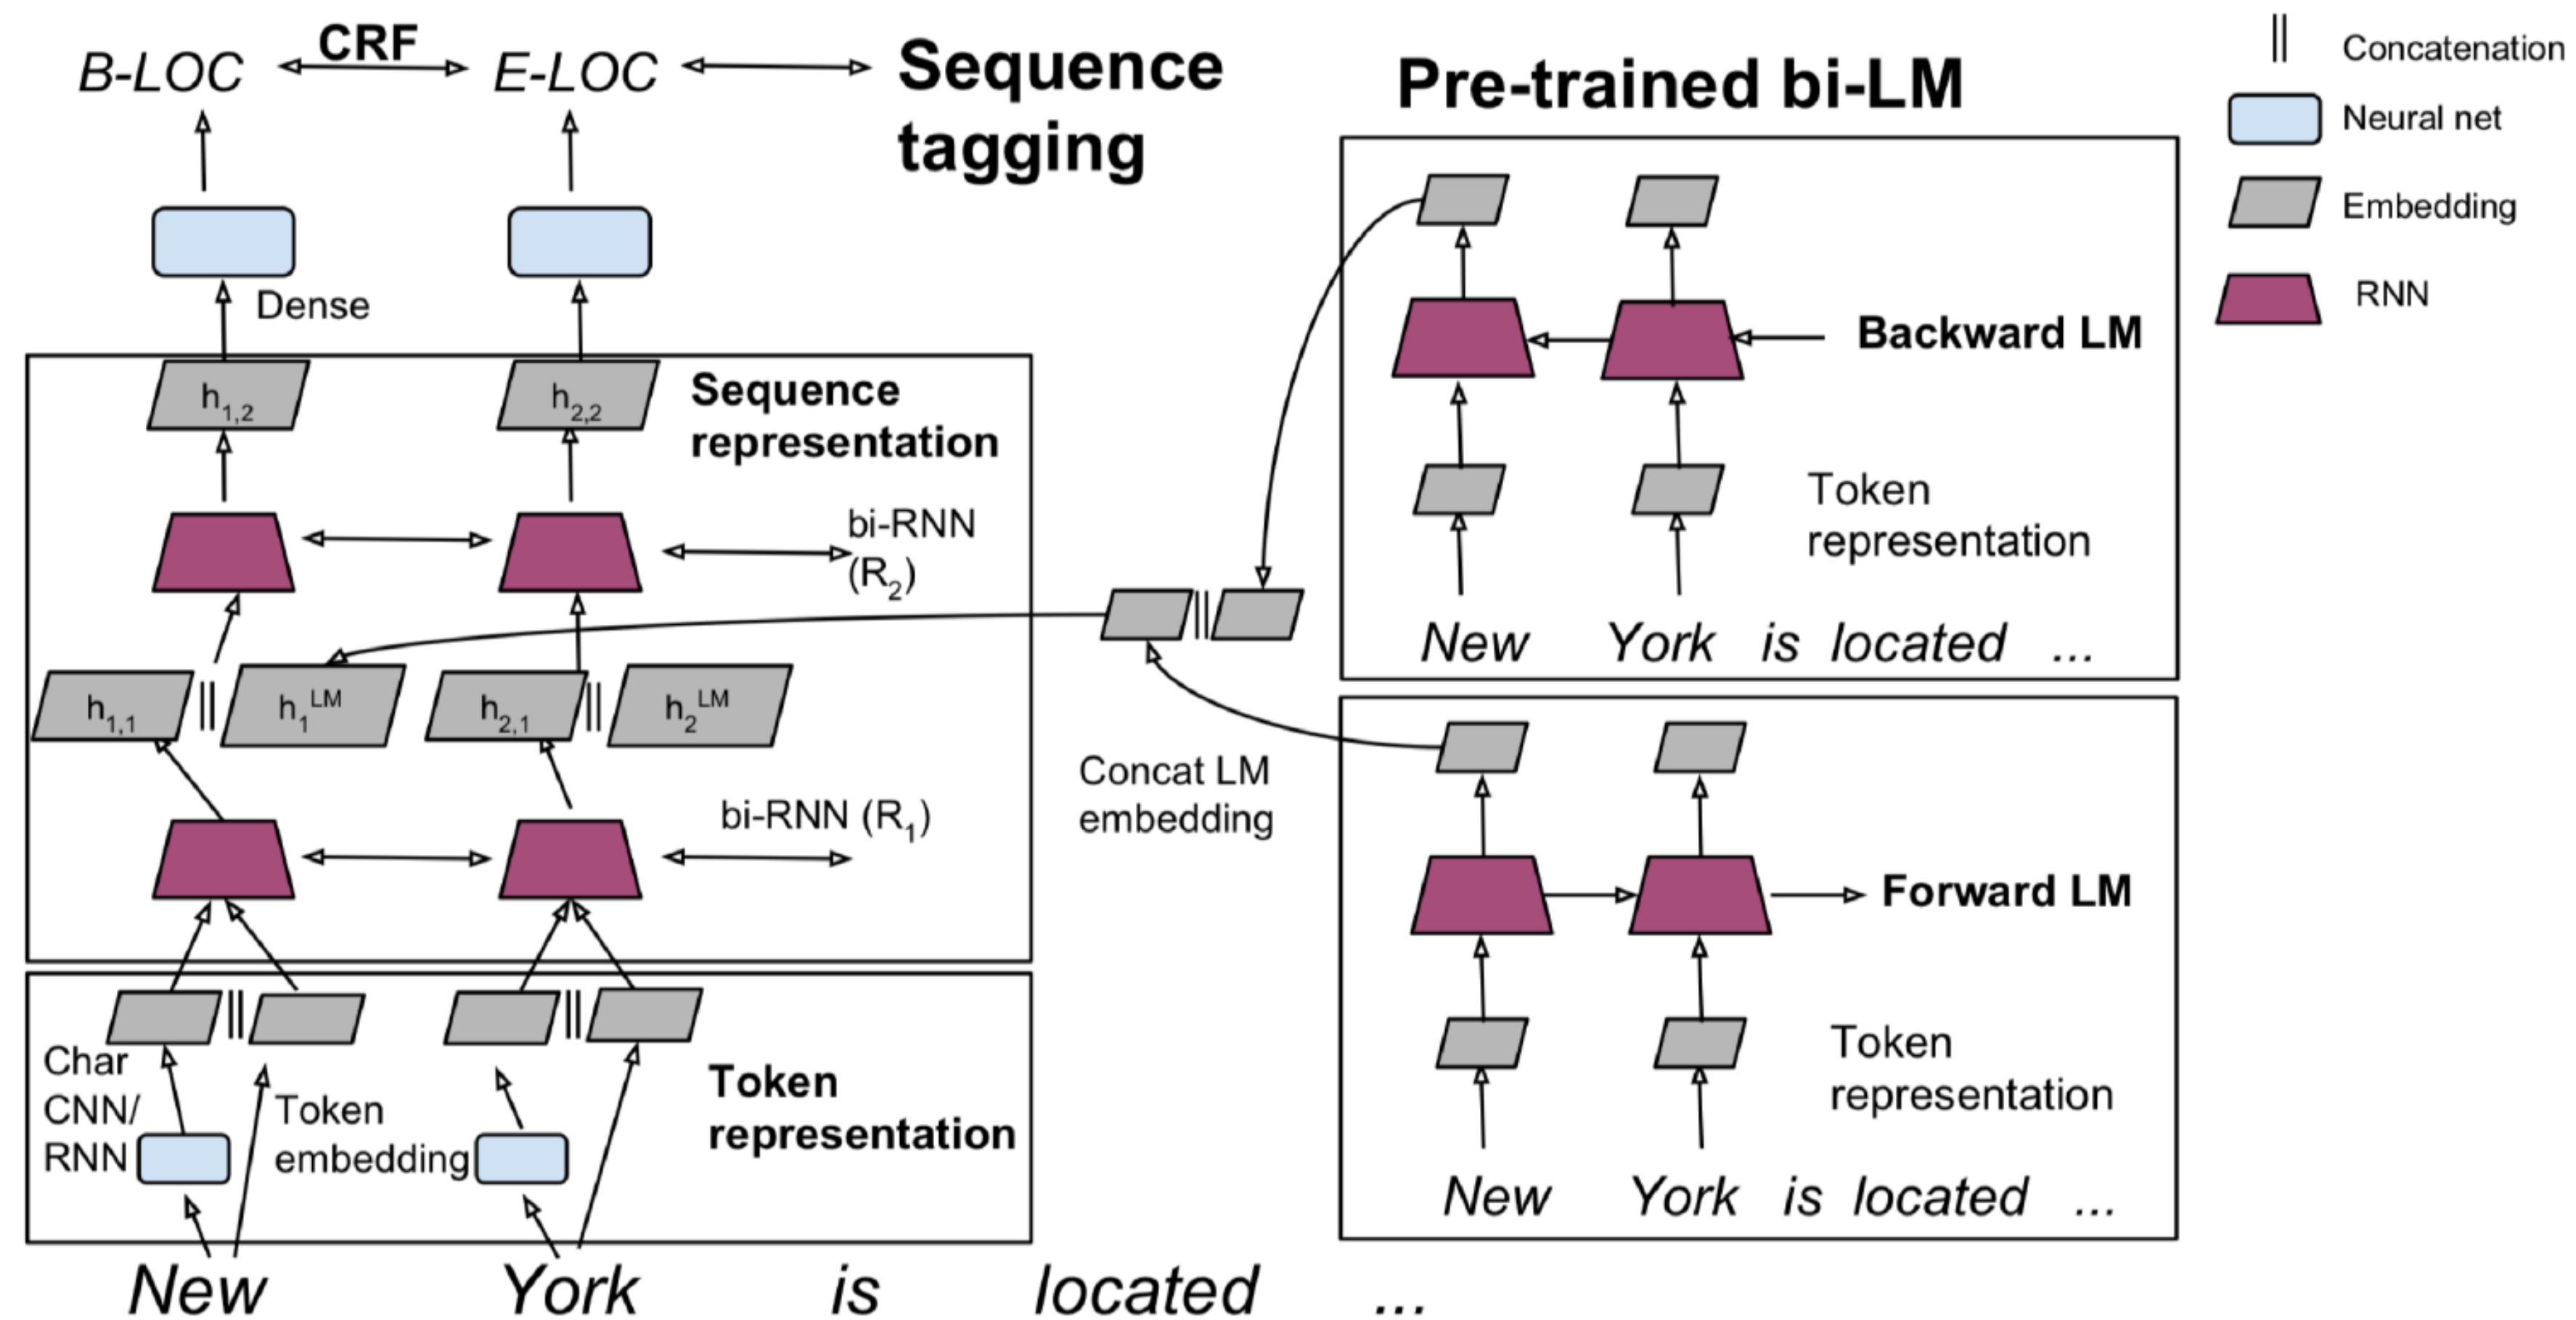 B-LOC
CRF
E-LOC
Sequence
tagging
Dense
Sequence
representation
h1,2
h2,2
bi-RNN
(R2)
h1,1
h1LM
h2,1
h2LM
bi-RNN (R1)
Char
CNN/
RNN
Token
embedding
Token
representation
New York is located ...
Concat LM
embedding
Pre-trained bi-LM
Backward LM
Token
representation
New York is located ...
Forward LM
Token
representation
New York is located ...
Concatenation
Neural net
Embedding
RNN